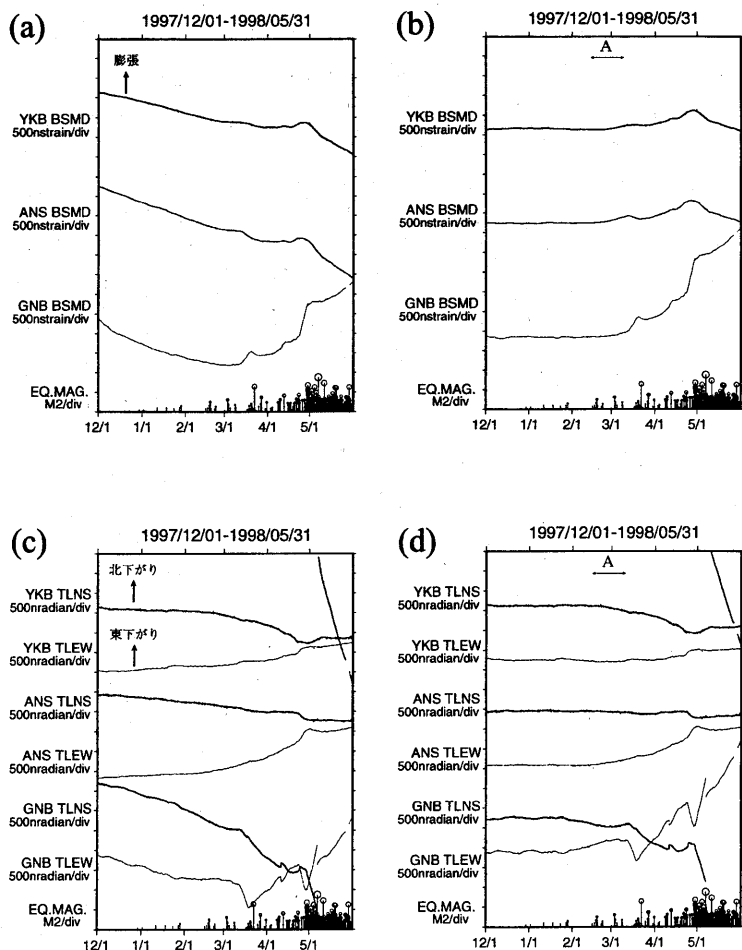 (a)
1997/12/01-1998/05/31
膨張
YKB BSMD
500nstrain/div
ANS BSMD
500nstrain/div
GNB BSMD
500nstrain/div
EQ.MAG.
M2/div
12/1 1/1 2/1 3/1 4/1 5/1
(b)
1997/12/01-1998/05/31
A
YKB BSMD
500nstrain/div
ANS BSMD
500nstrain/div
GNB BSMD
500nstrain/div
EQ.MAG.
M2/div
12/1 1/1 2/1 3/1 4/1 5/1
(c)
1997/12/01-1998/05/31
北下がり
YKB TLNS
500nradian/div
東下がり
YKB TLEW
500nradian/div
ANS TLNS
500nradian/div
ANS TLEW
500nradian/div
GNB TLNS
500nradian/div
GNB TLEW
500nradian/div
EQ.MAG.
M2/div
12/1 1/1 2/1 3/1 4/1 5/1
(d)
1997/12/01-1998/05/31
A
YKB TLNS
500nradian/div
YKB TLEW
500nradian/div
ANS TLNS
500nradian/div
ANS TLEW
500nradian/div
GNB TLNS
500nradian/div
GNB TLEW
500nradian/div
EQ.MAG.
M2/div
12/1 1/1 2/1 3/1 4/1 5/1